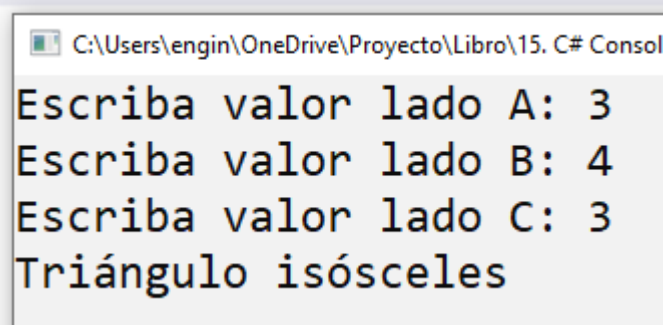 C:\Users\engin\OneDrive\Proyecto\Libro\15. C# Consol
Escriba valor lado A: 3
Escriba valor lado B: 4
Escriba valor lado C: 3
Triángulo isósceles